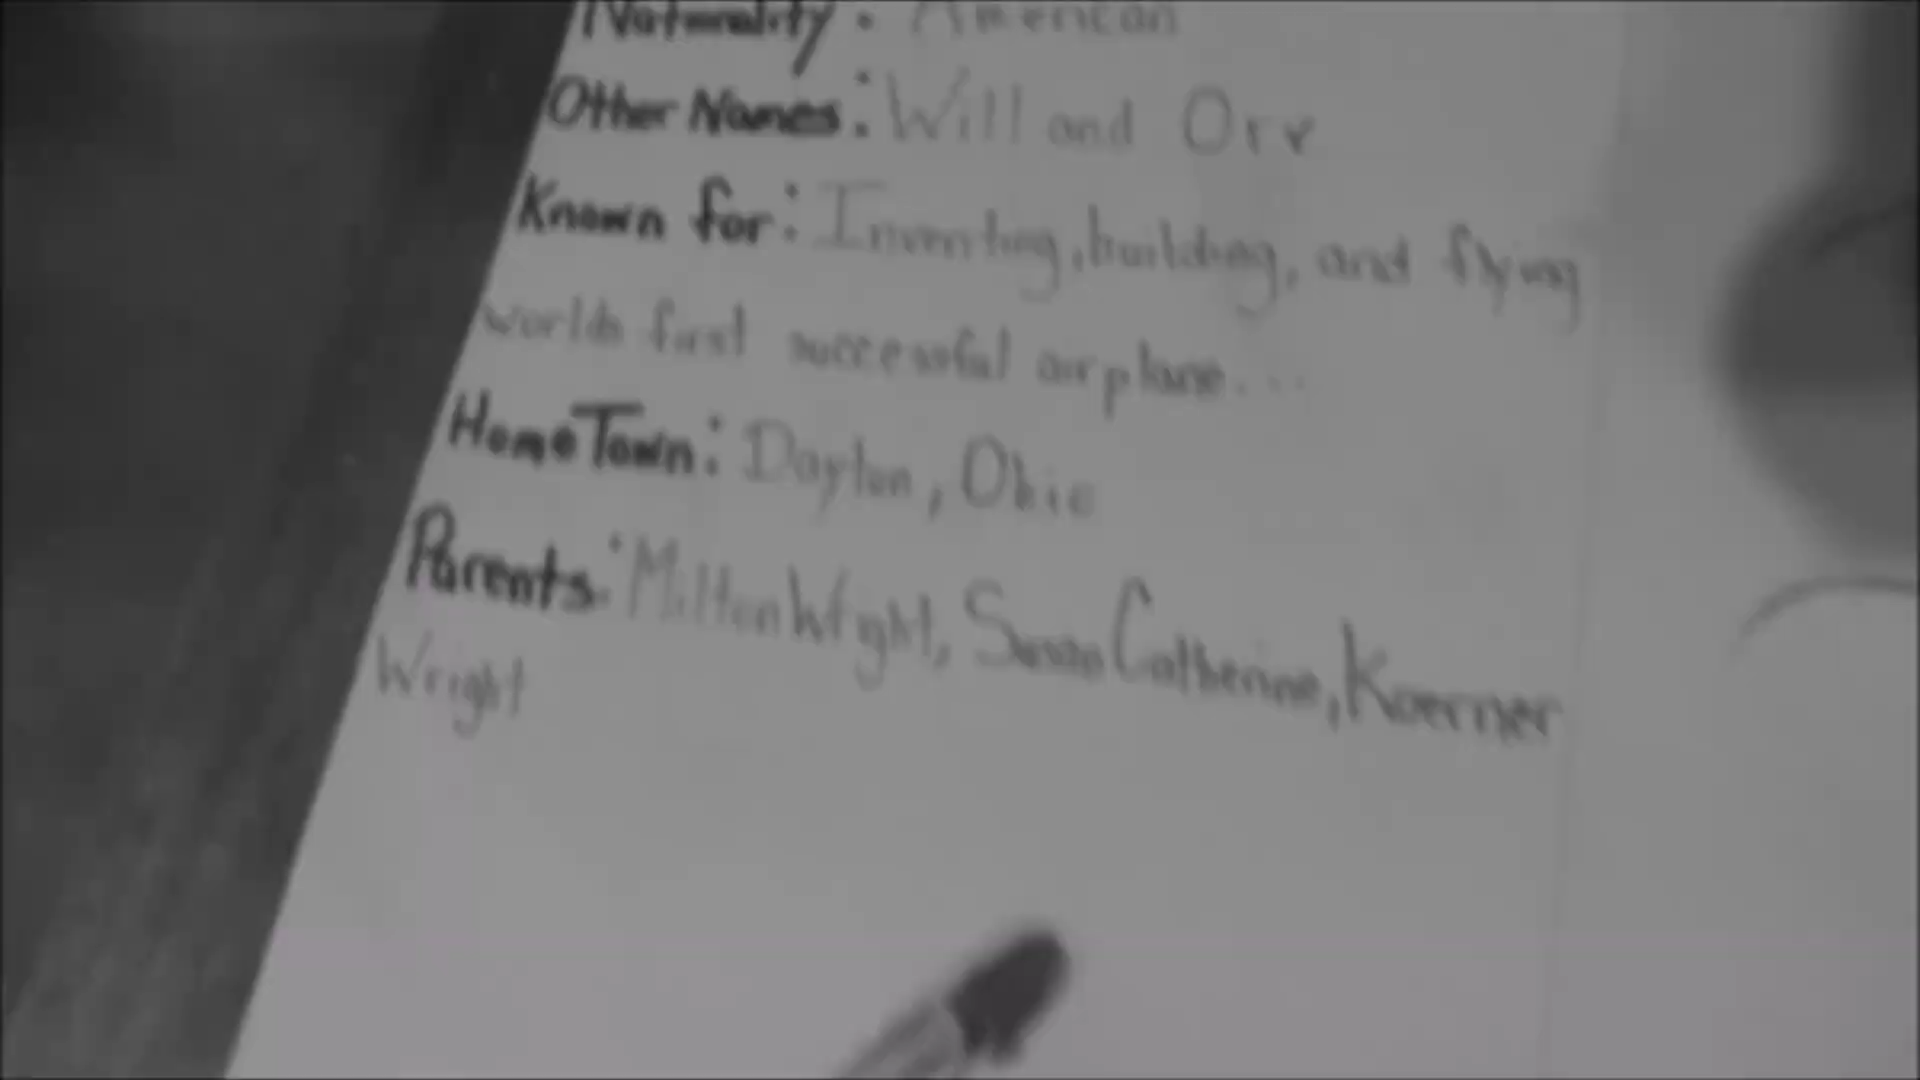 Naturality: American
Other Names: Will and Orv
Known for: Inventing, building, and flying
worlds first successful airplane...
Home Town: Dayton, Ohio
Parents: Milton Wright, Susan Catherine, Koerner
Wright